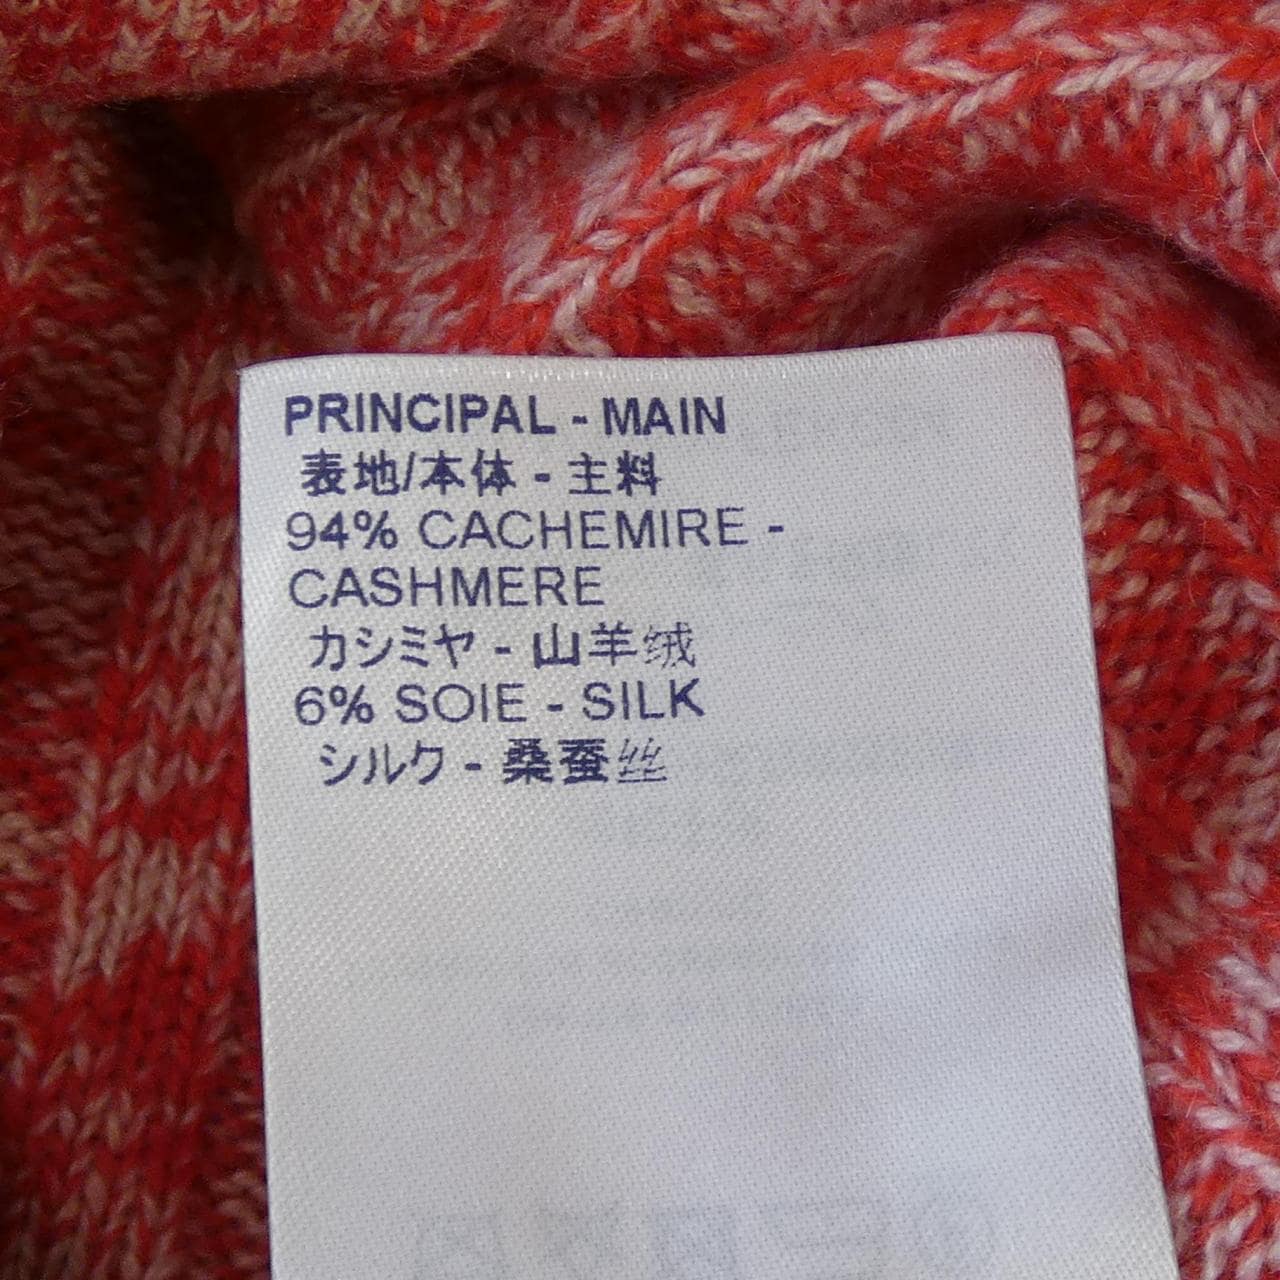 PRINCIPAL - MAIN
表地/本体 - 主料
94% CACHEMIRE -
CASHMERE
カシミヤ - 山羊绒
6% SOIE - SILK
シルク - 桑蚕丝